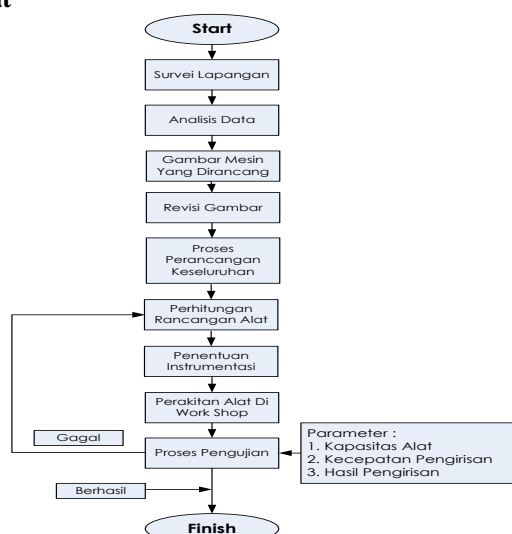 Start
Survei Lapangan
Analisis Data
Gambar Mesin
Yang Dirancang
Revisi Gambar
Proses
Perancangan
Keseluruhan
Perhitungan
Rancangan Alat
Penentuan
Instrumentasi
Perakitan Alat Di
Work Shop
Gagal
Proses Pengujian
Parameter :
1. Kapasitas Alat
2. Kecepatan Pengirisan
3. Hasil Pengirisan
Berhasil
Finish